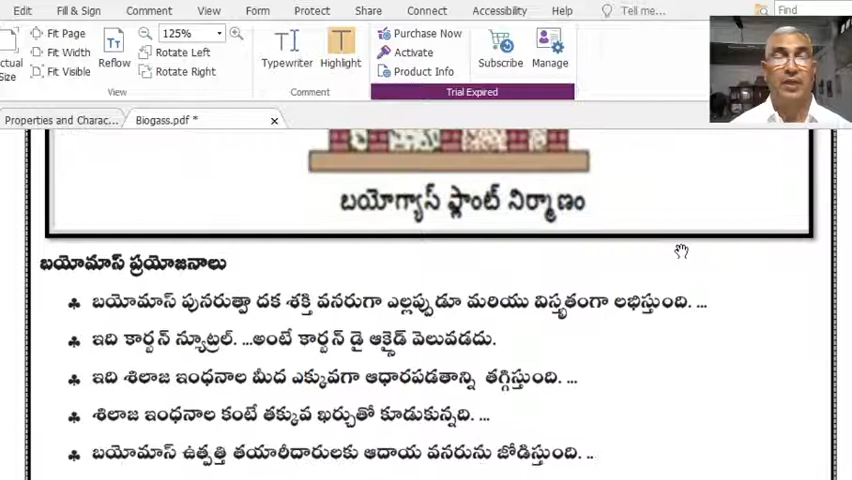 Edit Fill & Sign Comment View Form Protect Share Connect Accessibility Help Tell me... Find
Fit Page 125% Purchase Now
Fit Width Rotate Left Activate
Fit Visible Reflow Rotate Right Typewriter Highlight Product Info Subscribe Manage
Size View Comment Trial Expired
Properties and Charac... Biogass.pdf *
బయోగ్యాస్ ప్లాంట్ నిర్మాణం
బయోమాస్ ప్రయోజనాలు
బయోమాస్ పునరుత్పా దక శక్తి వనరుగా ఎల్లప్పుడూ మరియు విస్తృతంగా లభిస్తుంది. ...
ఇది కార్బన్ న్యూట్రల్. ...అంటే కార్బన్ డై ఆక్సైడ్ వెలువడదు.
ఇది శిలాజ ఇంధనాల మీద ఎక్కువగా ఆధారపడతాన్ని తగ్గిస్తుంది. ...
శిలాజ ఇంధనాల కంటే తక్కువ ఖర్చుతో కూడుకున్నది. ...
బయోమాస్ ఉత్పత్తి తయారీదారులకు ఆదాయ వనరును జోడిస్తుంది. ..